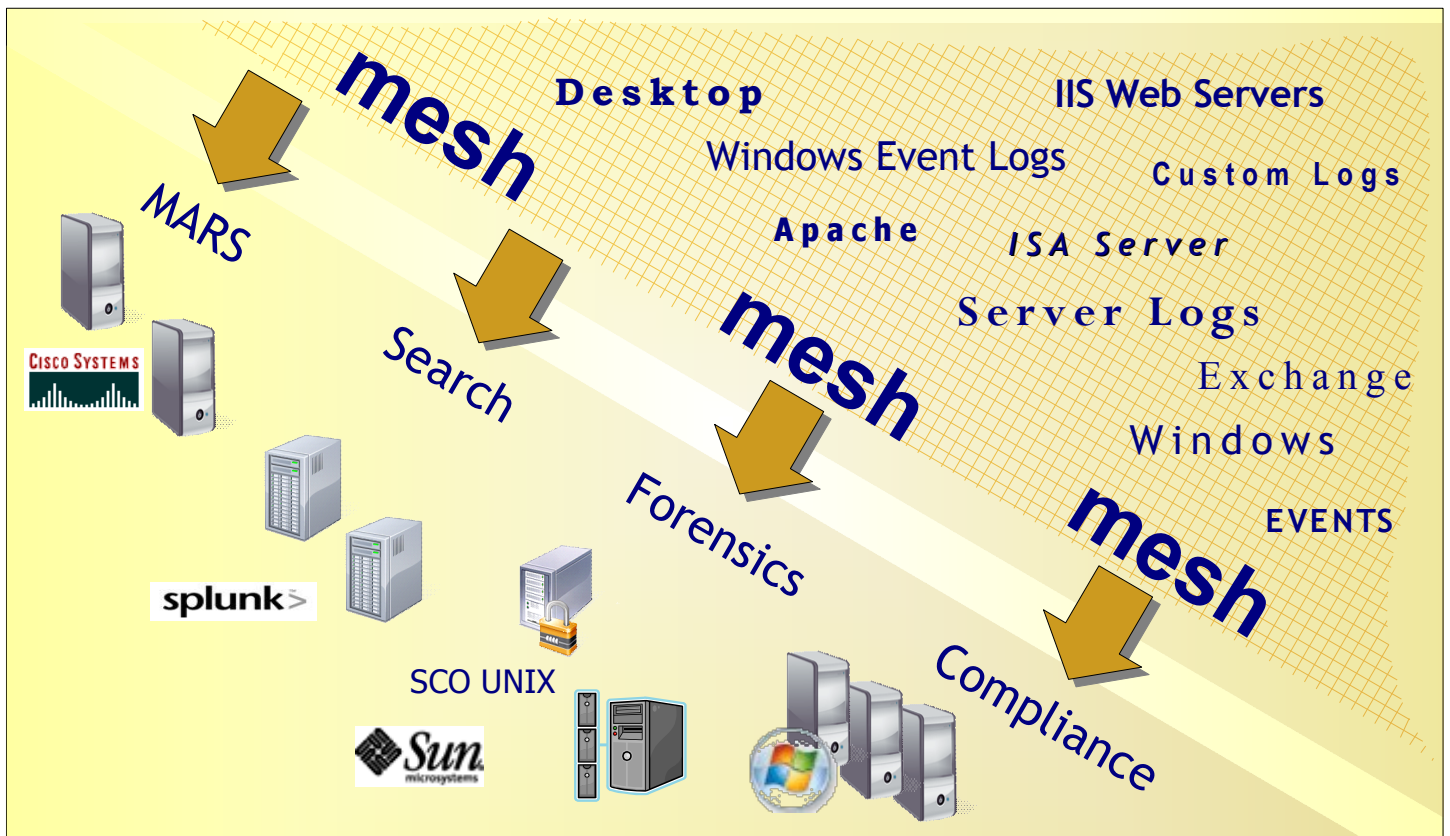 mesh
Desktop
IIS Web Servers
Windows Event Logs
Custom Logs
MARS
Apache
ISA Server
mesh
Server Logs
Search
CISCO SYSTEMS
Exchange
Windows
mesh
EVENTS
Forensics
splunk>
SCO UNIX
Compliance
Sun
microsystems